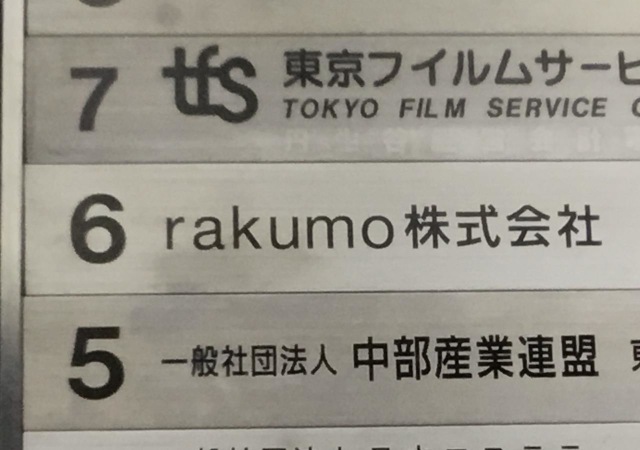 7 tfs 東京フイルムサービ
TOKYO FILM SERVICE
6 rakumo株式会社
5 一般社団法人 中部産業連盟